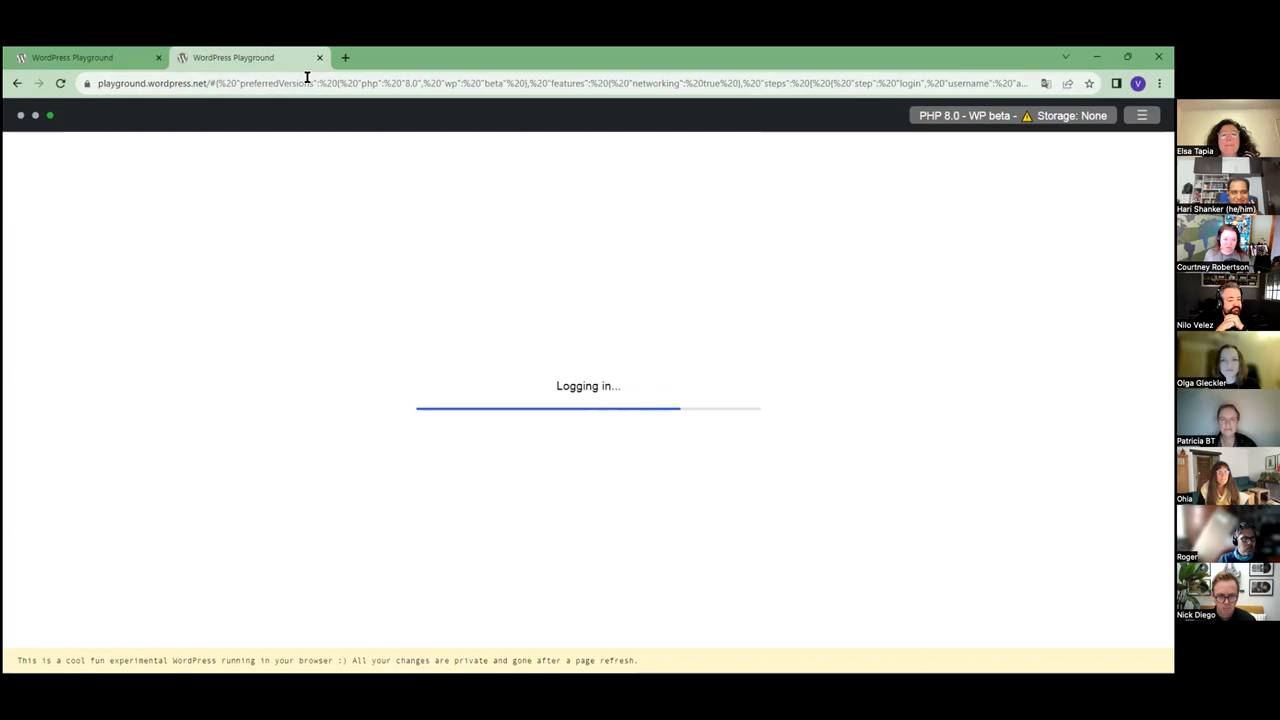 WordPress Playground
WordPress Playground
playground.wordpress.net/#{%20"preferredVersions":%20{%20"php":%20"8.0",%20"wp":%20"beta"%20},%20"features":%20{%20"networking":%20true%20},%20"steps":%20[%20{%20"step":%20"login",%20"username":%20"a...
PHP 8.0 - WP beta - Storage: None
Logging in...
This is a cool fun experimental WordPress running in your browser :) All your changes are private and gone after a page refresh.
V
Elsa Tapia
Hari Shanker (he/him)
Courtney Robertson
Nilo Velez
Olga Gleckler
Patricia BT
Ohia
Roger
Nick Diego